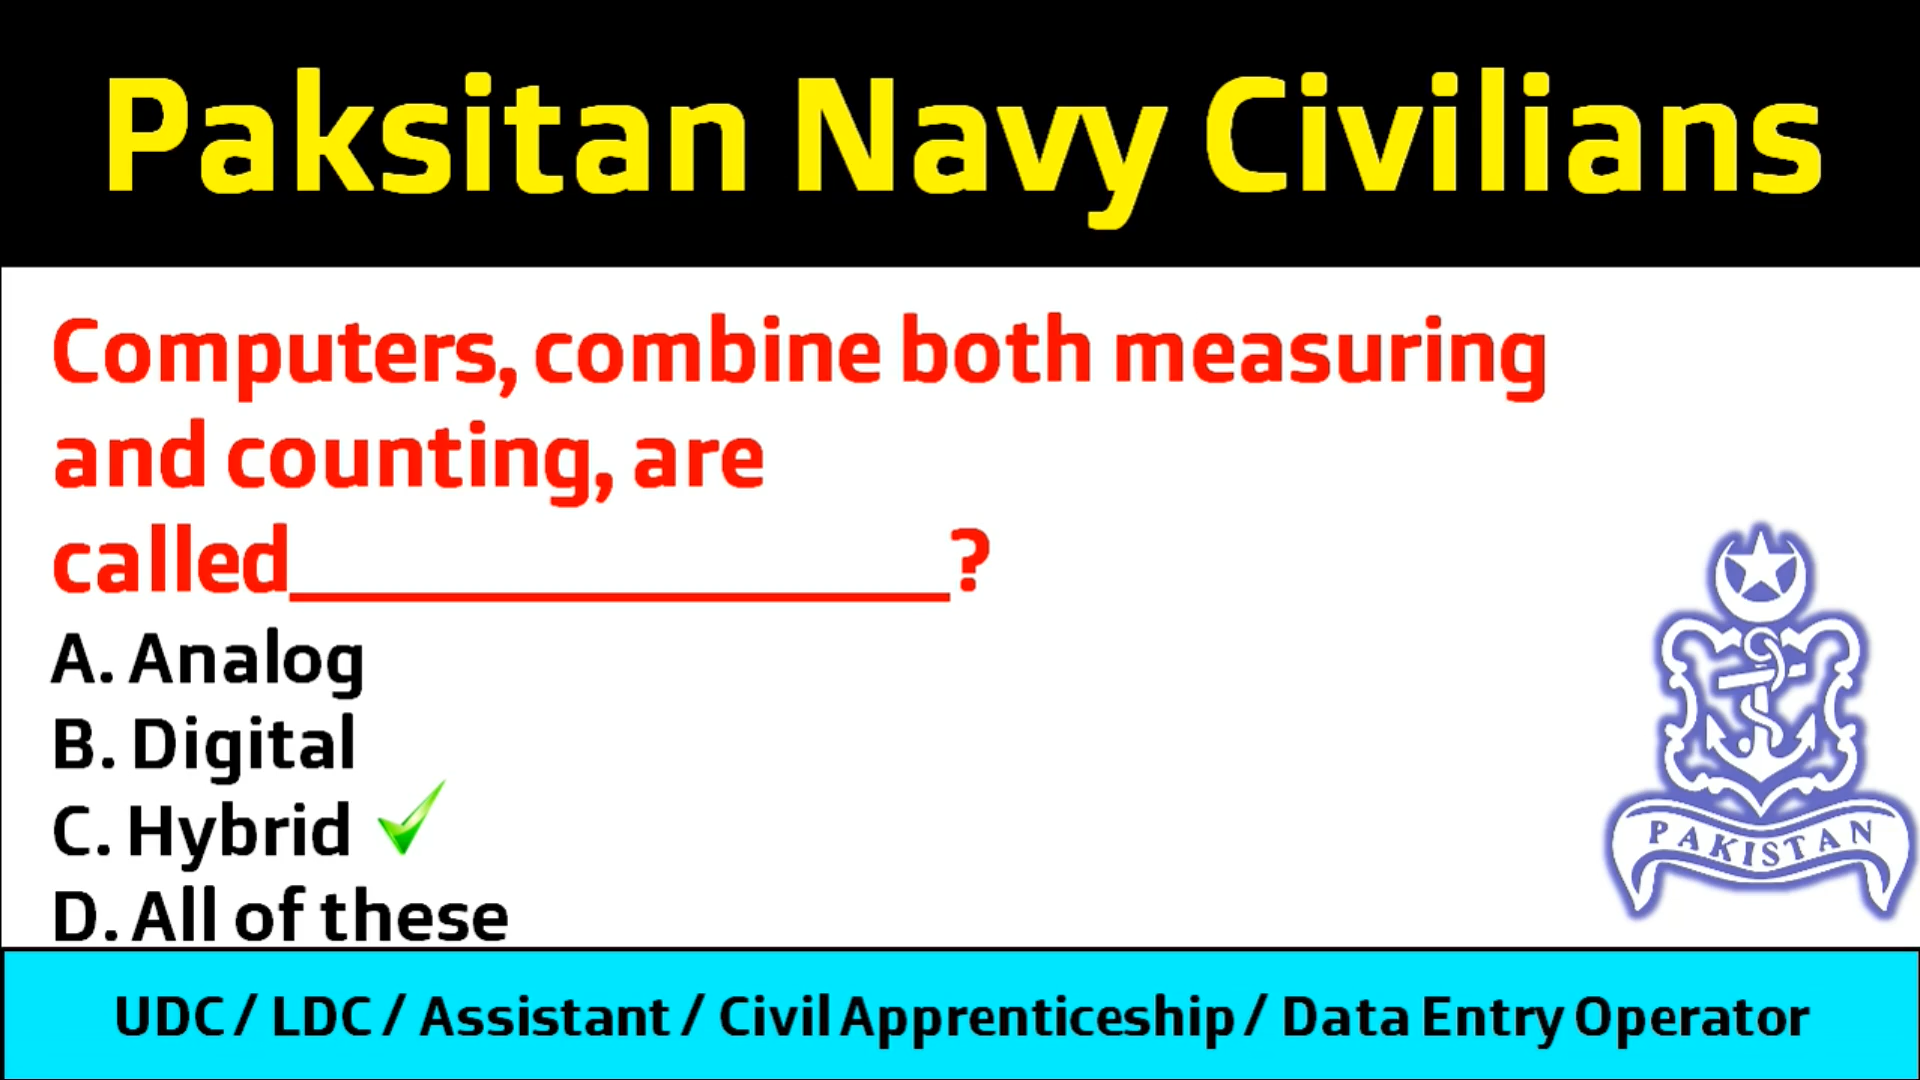 Paksitan Navy Civilians
Computers, combine both measuring
and counting, are
called____________________?
A. Analog
B. Digital
C. Hybrid
D. All of these
PAKISTAN
UDC / LDC / Assistant / Civil Apprenticeship / Data Entry Operator